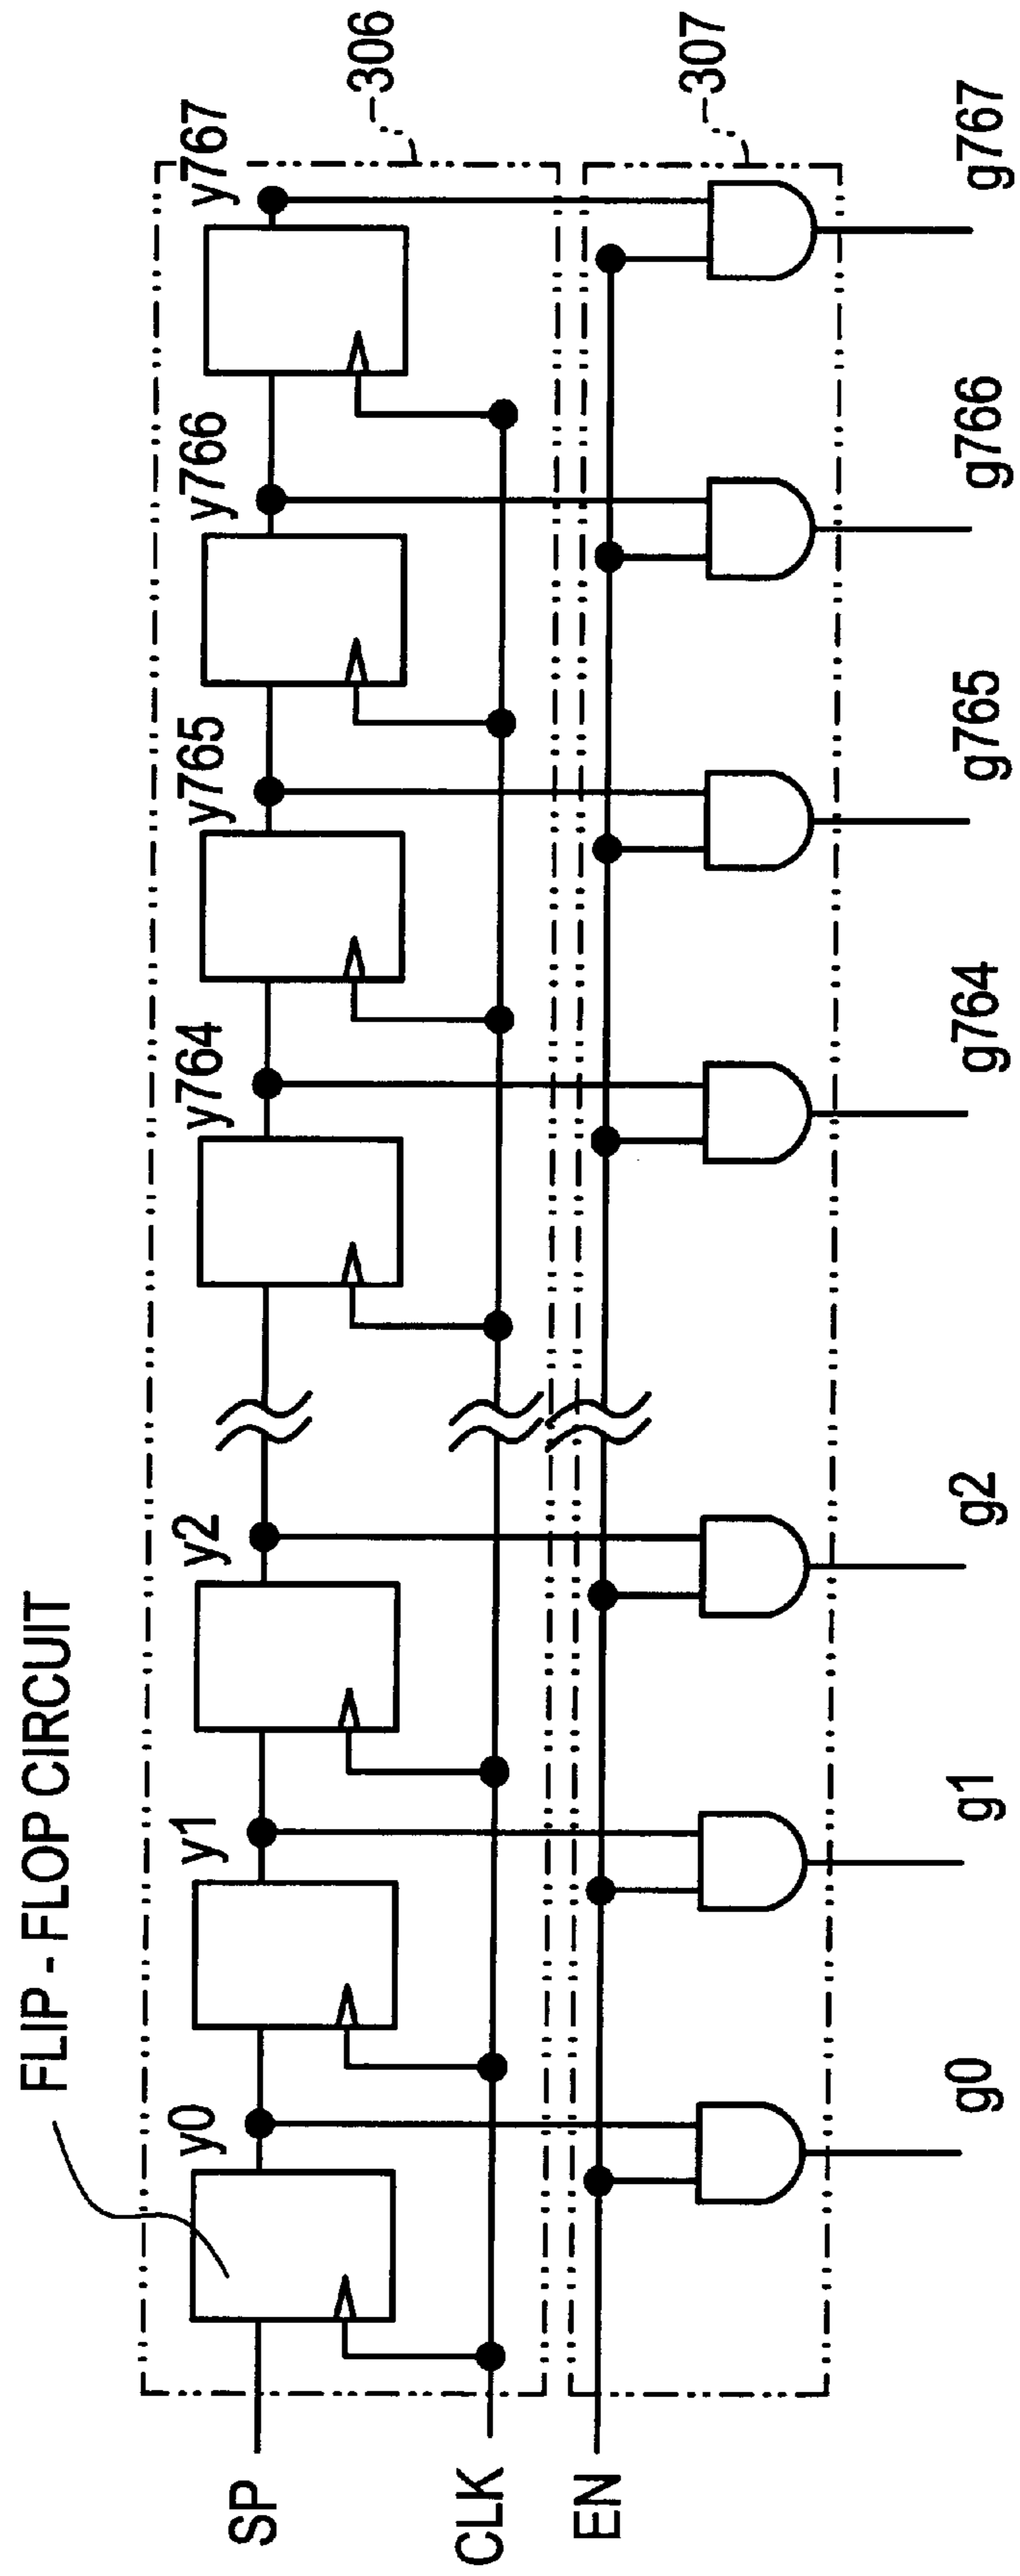 FLIP - FLOP CIRCUIT
y0
y1
y2
y764
y765
y766
y767
306
SP
CLK
EN
307
g0
g1
g2
g764
g765
g766
g767